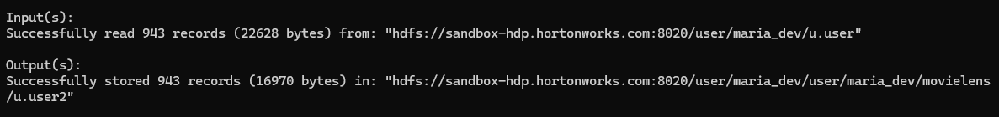 Input(s):
Successfully read 943 records (22628 bytes) from: "hdfs://sandbox-hdp.hortonworks.com:8020/user/maria_dev/u.user"
Output(s):
Successfully stored 943 records (16970 bytes) in: "hdfs://sandbox-hdp.hortonworks.com:8020/user/maria_dev/user/maria_dev/movielens
/u.user2"